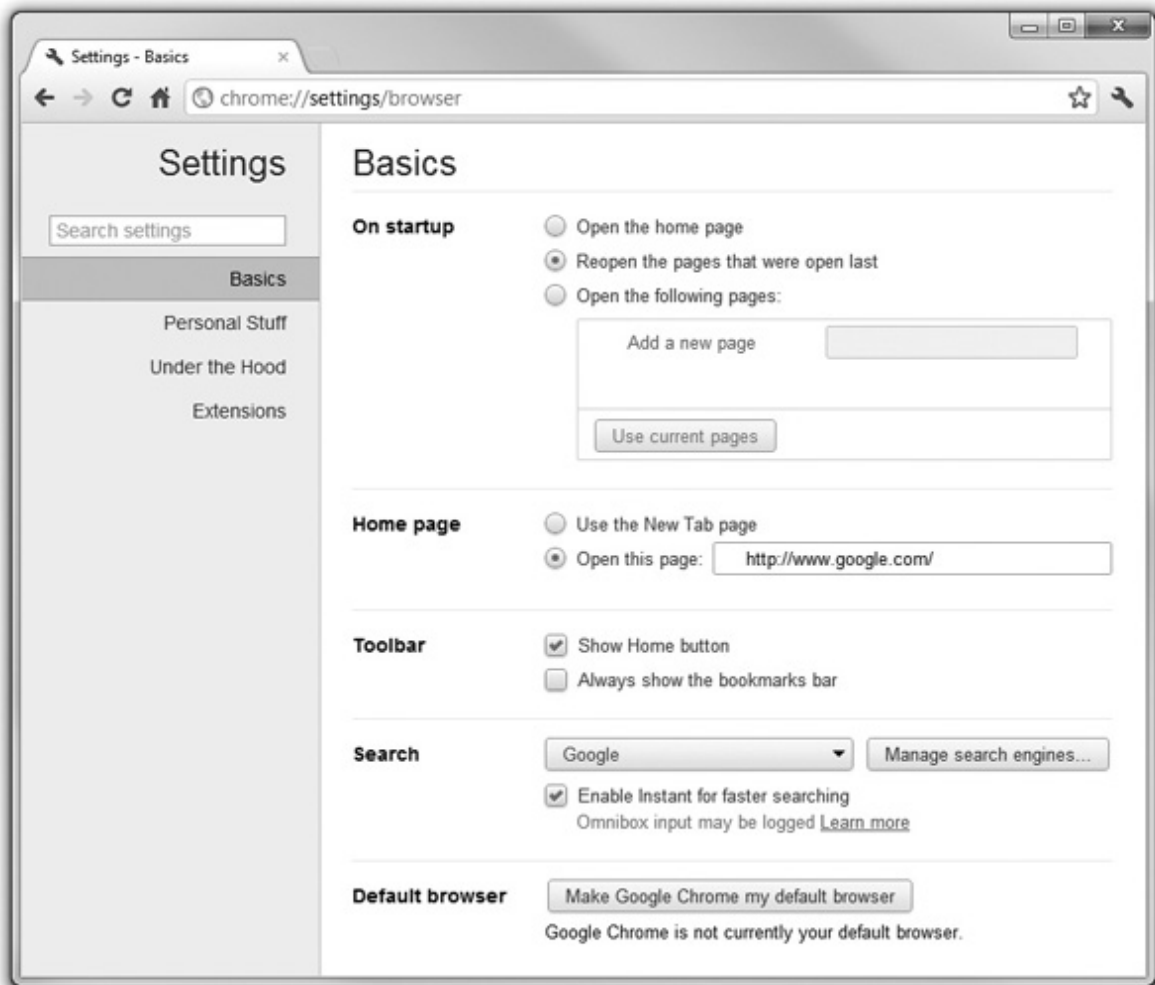 Settings - Basics
chrome://settings/browser
Settings
Search settings
Basics
Personal Stuff
Under the Hood
Extensions
Basics
On startup
Open the home page
Reopen the pages that were open last
Open the following pages:
Add a new page
Use current pages
Home page
Use the New Tab page
Open this page: http://www.google.com/
Toolbar
Show Home button
Always show the bookmarks bar
Search
Google
Manage search engines...
Enable Instant for faster searching
Omnibox input may be logged Learn more
Default browser
Make Google Chrome my default browser
Google Chrome is not currently your default browser.